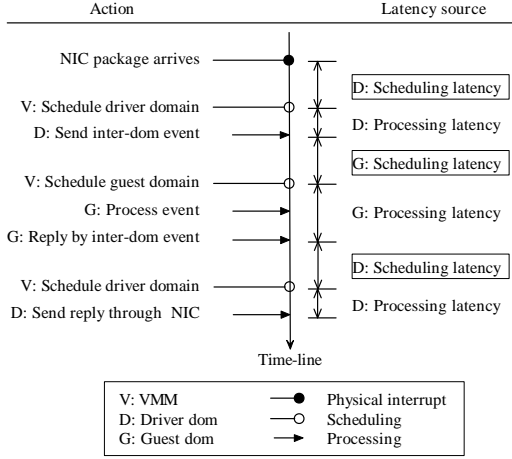 Action Latency source
NIC package arrives
D: Scheduling latency
V: Schedule driver domain
D: Processing latency
D: Send inter-dom event
G: Scheduling latency
V: Schedule guest domain
G: Process event G: Processing latency
G: Reply by inter-dom event
D: Scheduling latency
V: Schedule driver domain
D: Processing latency
D: Send reply through NIC
Time-line
V: VMM Physical interrupt
D: Driver dom Scheduling
G: Guest dom Processing